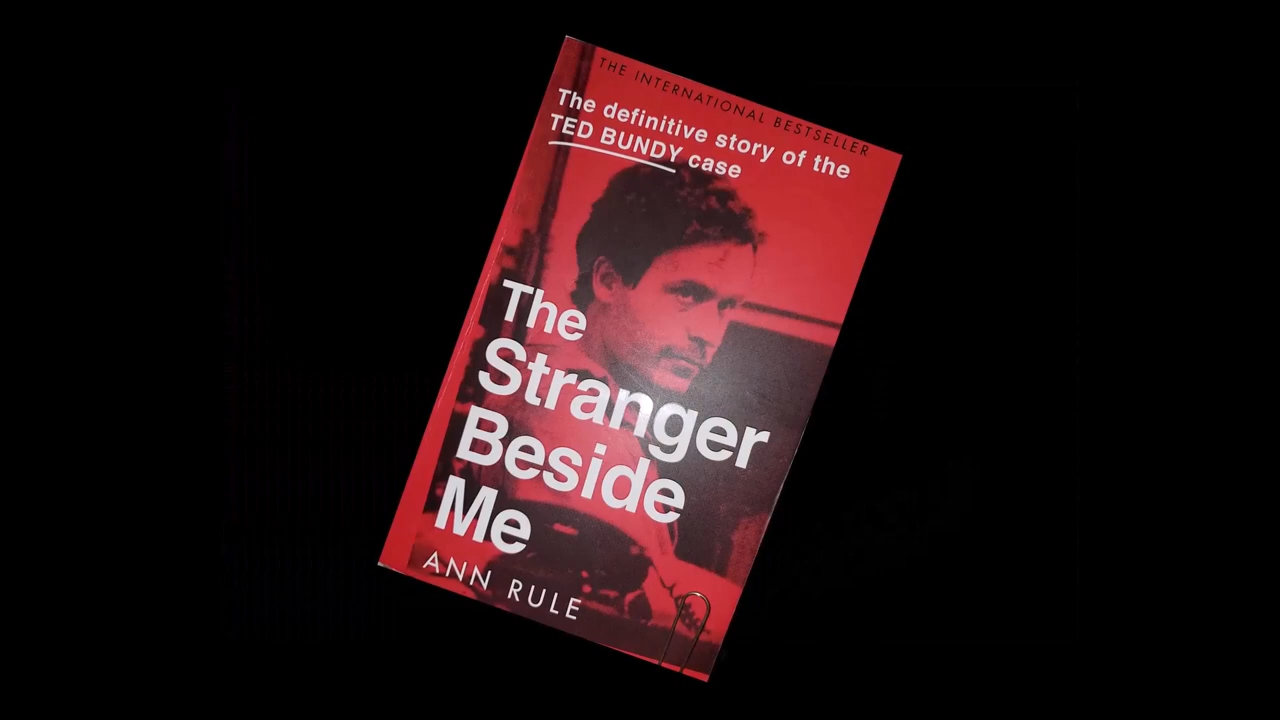 THE INTERNATIONAL BESTSELLER
The definitive story of the
TED BUNDY case
The
Stranger
Beside
Me
ANN RULE